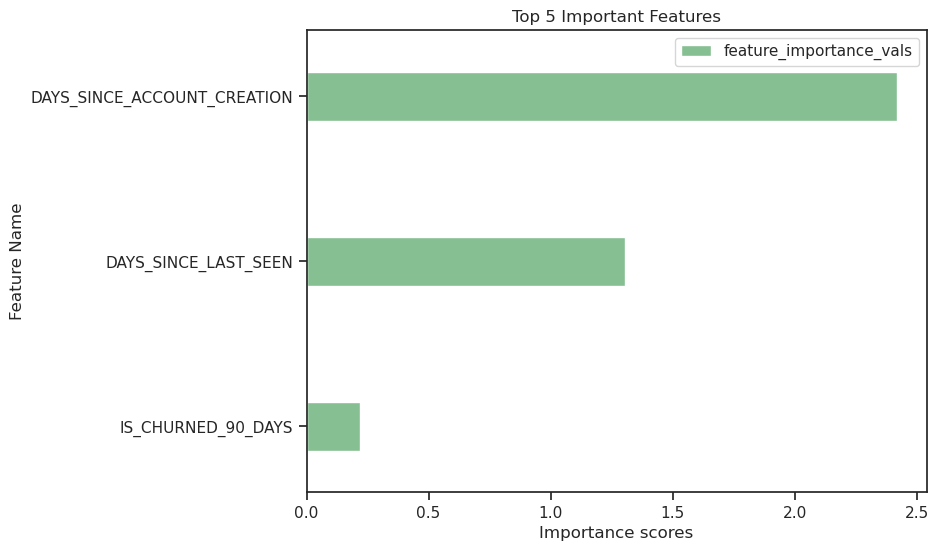 Top 5 Important Features
feature_importance_vals
DAYS_SINCE_ACCOUNT_CREATION
DAYS_SINCE_LAST_SEEN
IS_CHURNED_90_DAYS
Feature Name
0.0 0.5 1.0 1.5 2.0 2.5
Importance scores